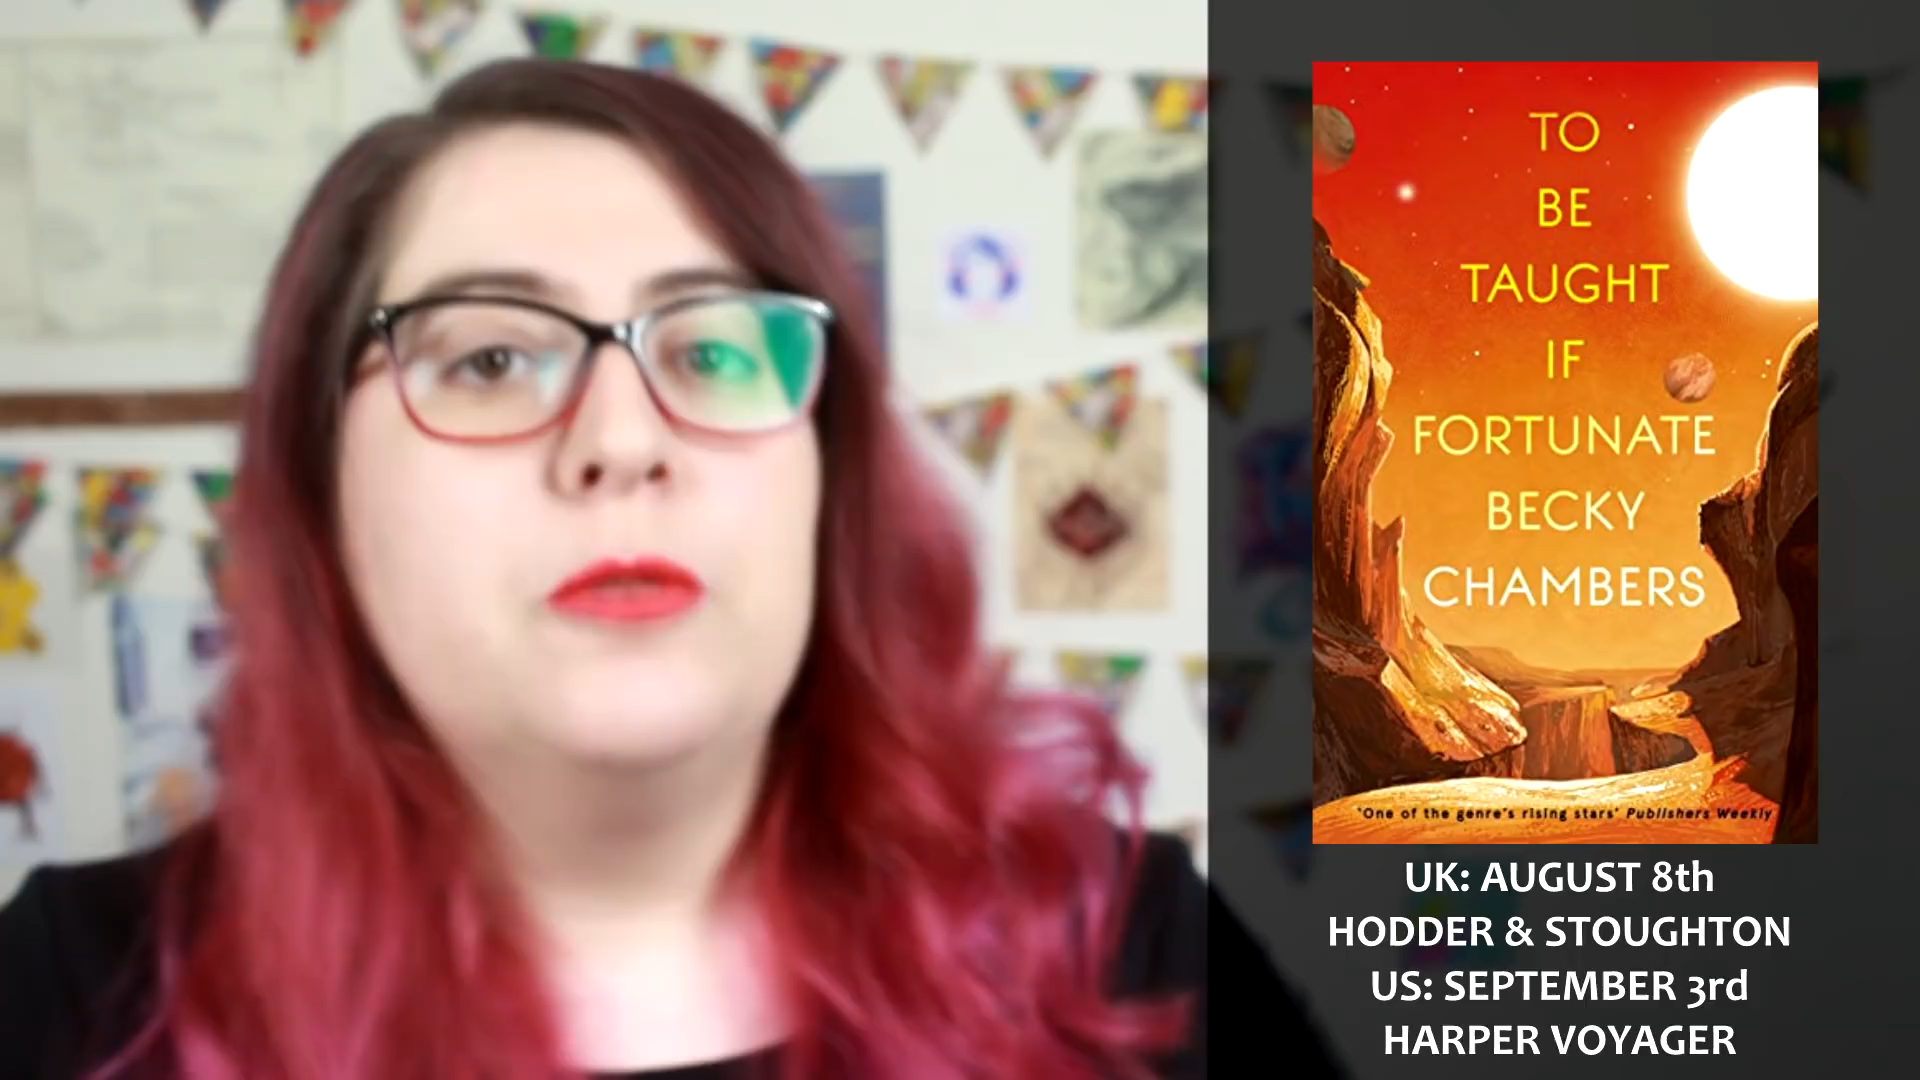 TO
BE
TAUGHT
IF
FORTUNATE
BECKY
CHAMBERS
'One of the genre's rising stars' Publishers Weekly
UK: AUGUST 8th
HODDER & STOUGHTON
US: SEPTEMBER 3rd
HARPER VOYAGER